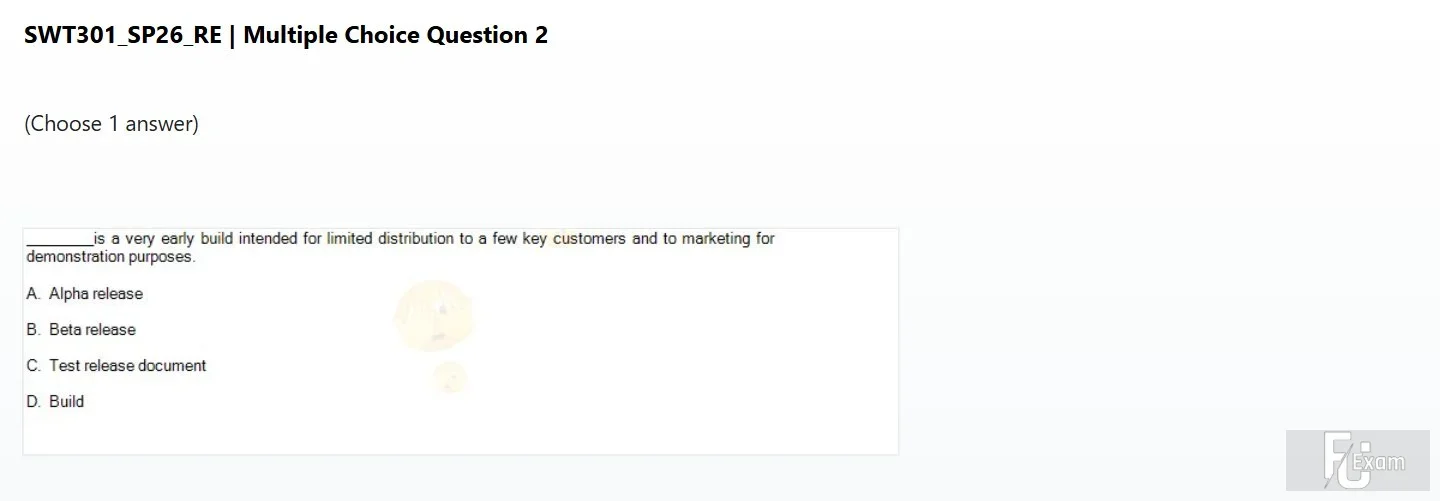 SWT301_SP26_RE | Multiple Choice Question 2
(Choose 1 answer)
________is a very early build intended for limited distribution to a few key customers and to marketing for
demonstration purposes.
A. Alpha release
B. Beta release
C. Test release document
D. Build
FU Exam